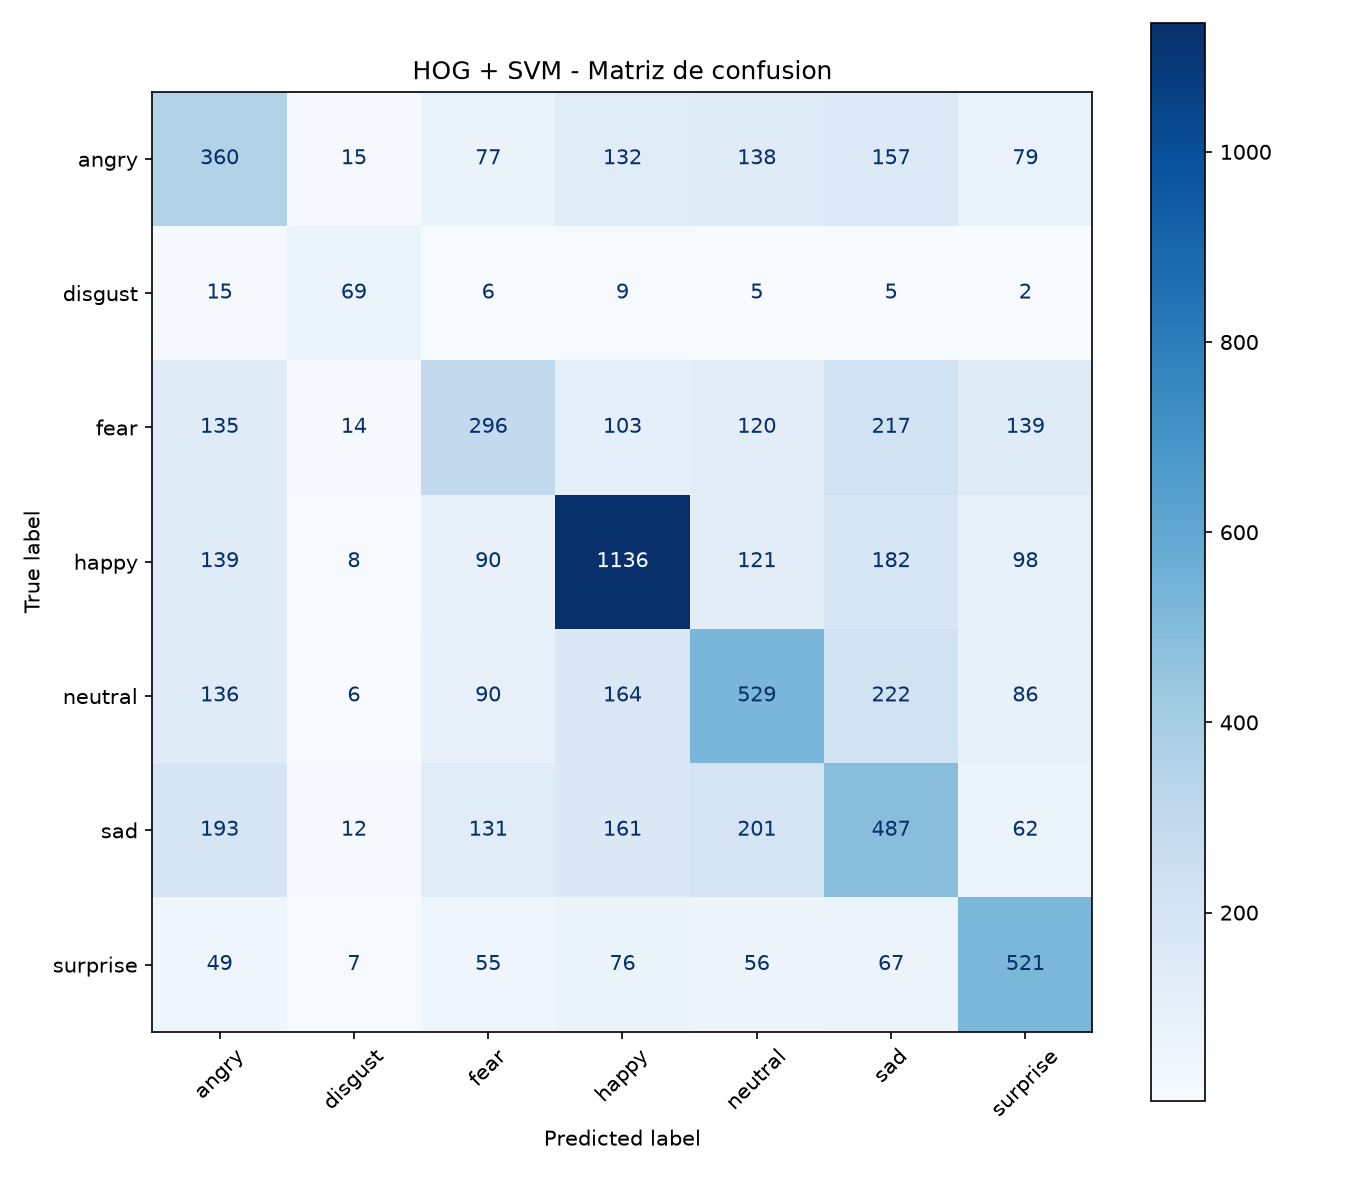 HOG + SVM - Matriz de confusion
angry 360 15 77 132 138 157 79
disgust 15 69 6 9 5 5 2
fear 135 14 296 103 120 217 139
happy 139 8 90 1136 121 182 98
neutral 136 6 90 164 529 222 86
sad 193 12 131 161 201 487 62
surprise 49 7 55 76 56 67 521
True label
angry disgust fear happy neutral sad surprise
Predicted label
1000
800
600
400
200